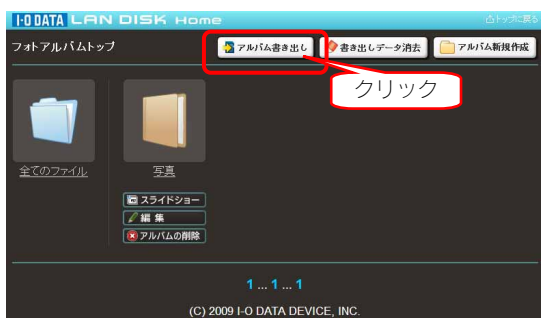 I-O DATA LAN DISK Home
凸トップに戻る
フォトアルバムトップ
アルバム書き出し
書き出しデータ消去
アルバム新規作成
クリック
全てのファイル
写真
スライドショー
編 集
アルバムの削除
1 ... 1 ... 1
(C) 2009 I-O DATA DEVICE, INC.